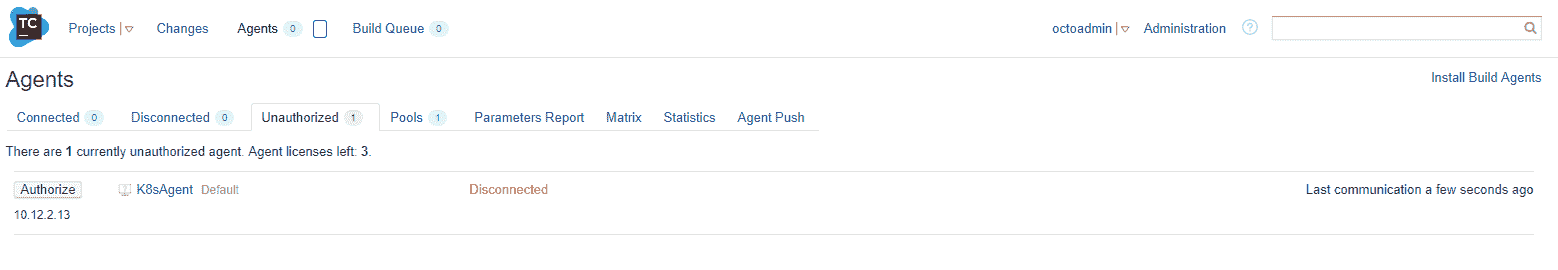 TC Projects Changes Agents 0 Build Queue 0 octoadmin Administration ?
Agents Install Build Agents
Connected 0 Disconnected 0 Unauthorized 1 Pools 1 Parameters Report Matrix Statistics Agent Push
There are 1 currently unauthorized agent. Agent licenses left: 3.
Authorize K8sAgent Default Disconnected Last communication a few seconds ago
10.12.2.13